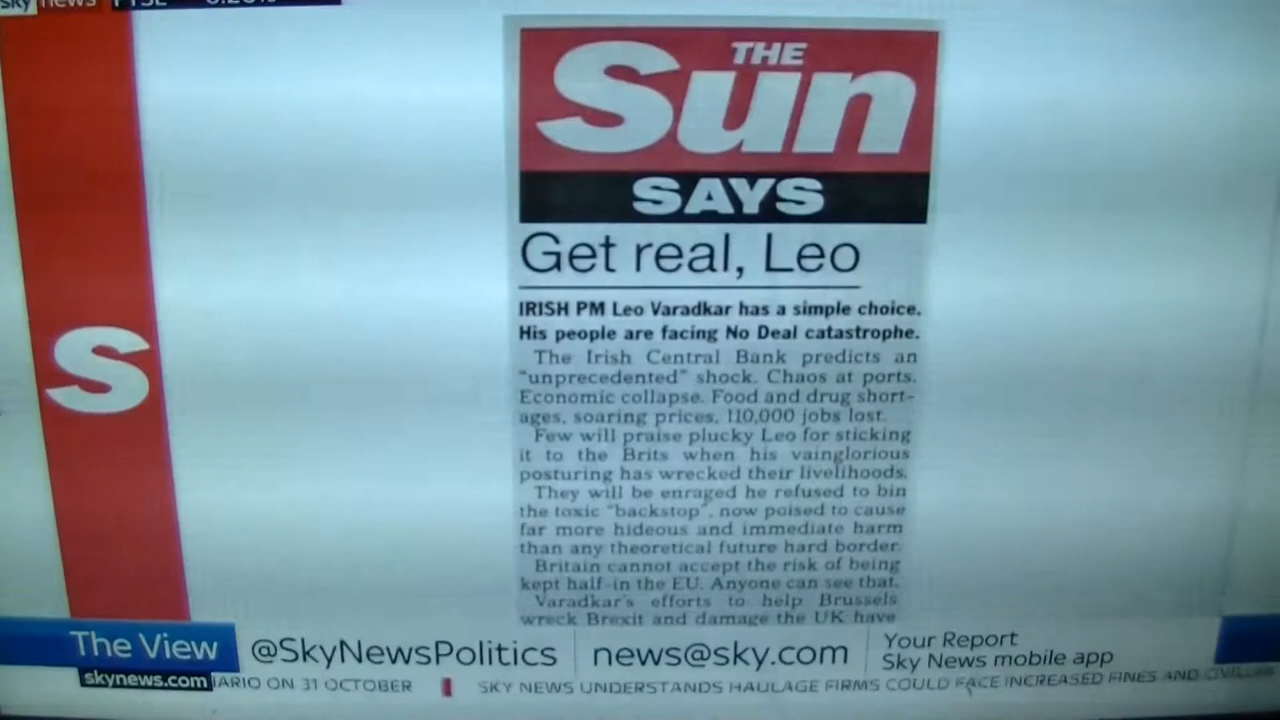 sky news
THE
Sun
SAYS
Get real, Leo
IRISH PM Leo Varadkar has a simple choice.
His people are facing No Deal catastrophe.
The Irish Central Bank predicts an
"unprecedented" shock. Chaos at ports.
Economic collapse. Food and drug short-
ages, soaring prices, 110,000 jobs lost.
Few will praise plucky Leo for sticking
it to the Brits when his vainglorious
posturing has wrecked their livelihoods.
They will be enraged he refused to bin
the toxic "backstop", now poised to cause
far more hideous and immediate harm
than any theoretical future hard border.
Britain cannot accept the risk of being
kept half-in the EU. Anyone can see that.
Varadkar's efforts to help Brussels
wreck Brexit and damage the UK have
S
The View
@SkyNewsPolitics
news@sky.com
Your Report
Sky News mobile app
skynews.com
ARIO ON 31 OCTOBER
SKY NEWS UNDERSTANDS HAULAGE FIRMS COULD FACE INCREASED FINES AND